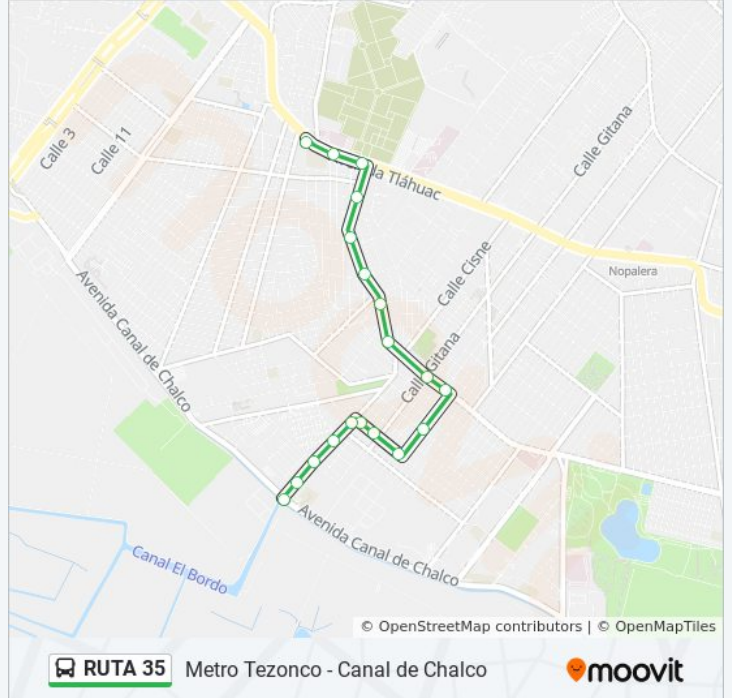 Calle 3
Calle 11
Calle Gitana
la Tláhuac
Calle Cisne
Nopalera
Avenida Canal de Chalco
Calle Gitana
Avenida Canal de Chalco
Canal El Bordo
© OpenStreetMap contributors | © OpenMapTiles
RUTA 35
Metro Tezonco - Canal de Chalco
moovit